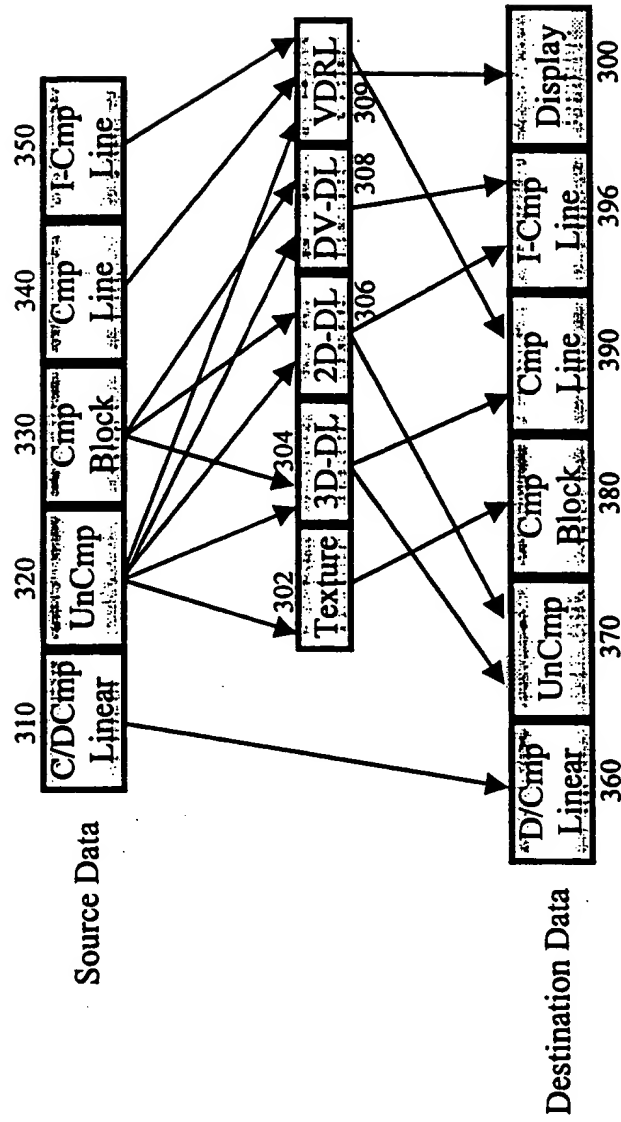 Source Data
310 320 330 340 350
C/DCmp Linear
UnCmp
Cmp Block
Cmp Line
I-Cmp Line
302 304 306 308 309
Texture
3D-DL
2D-DL
DV-DL
VDRL
Destination Data
D/Cmp Linear
UnCmp
Cmp Block
Cmp Line
I-Cmp Line
Display
360 370 380 390 396 300